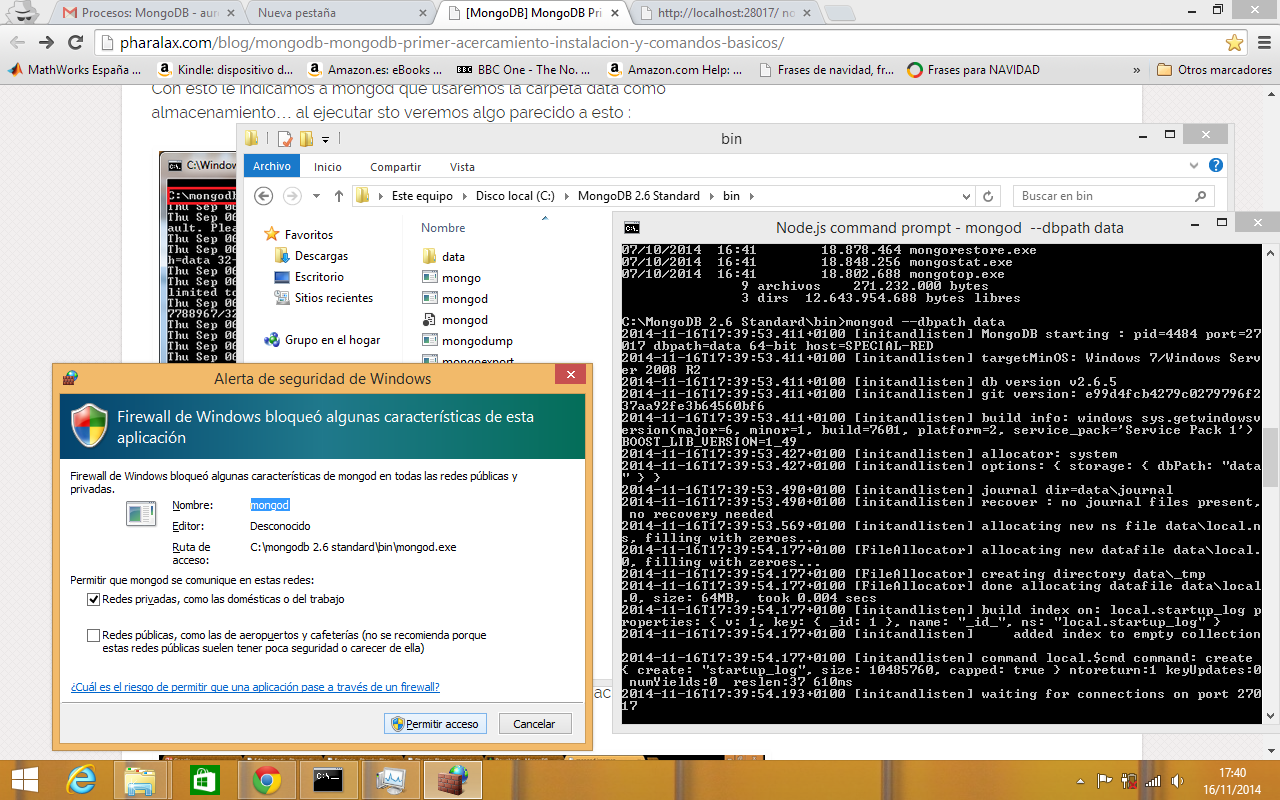 Procesos: MongoDB - aur
Nueva pestaña
[MongoDB] MongoDB Pri
http://localhost:28017/ no
pharalax.com/blog/mongodb-mongodb-primer-acercamiento-instalacion-y-comandos-basicos/
MathWorks España ...
Kindle: dispositivo d...
Amazon.es: eBooks ...
BBC One - The No. ...
Amazon.com Help: ...
Frases de navidad, fr...
Frases para NAVIDAD
»
Otros marcadores
Con esto le indicamos a mongod que usaremos la carpeta data como
almacenamiento… al ejecutar sto veremos algo parecido a esto :
C:\Window
C:\mongodb
Thu Sep 06
Thu Sep 06
ault. Plea
Thu Sep 06
Thu Sep 06
h=data 32-
Thu Sep 06
Thu Sep 06
limited to
Thu Sep 06
7788967/32
Thu Sep 06
Thu Sep 06
Thu Sep 06
Thu Sep 06
bin
Archivo
Inicio
Compartir
Vista
Este equipo
Disco local (C:)
MongoDB 2.6 Standard
bin
Buscar en bin
Favoritos
Descargas
Escritorio
Sitios recientes
Grupo en el hogar
Nombre
data
mongo
mongod
mongod
mongodump
mongoexport
Node.js command prompt - mongod  --dbpath data
07/10/2014  16:41        18.878.464 mongorestore.exe
07/10/2014  16:41        18.848.256 mongostat.exe
07/10/2014  16:41        18.802.688 mongotop.exe
9 archivos    271.232.000 bytes
3 dirs  12.643.954.688 bytes libres
C:\MongoDB 2.6 Standard\bin>mongod --dbpath data
2014-11-16T17:39:53.411+0100 [initandlisten] MongoDB starting : pid=4484 port=27
017 dbpath=data 64-bit host=SPECIAL-RED
2014-11-16T17:39:53.411+0100 [initandlisten] targetMinOS: Windows 7/Windows Serv
er 2008 R2
2014-11-16T17:39:53.411+0100 [initandlisten] db version v2.6.5
2014-11-16T17:39:53.411+0100 [initandlisten] git version: e99d4fcb4279c0279796f2
37aa92fe3b64560bf6
2014-11-16T17:39:53.411+0100 [initandlisten] build info: windows sys.getwindowsv
ersion(major=6, minor=1, build=7601, platform=2, service_pack='Service Pack 1')
BOOST_LIB_VERSION=1_49
2014-11-16T17:39:53.427+0100 [initandlisten] allocator: system
2014-11-16T17:39:53.427+0100 [initandlisten] options: { storage: { dbPath: "data
" } }
2014-11-16T17:39:53.490+0100 [initandlisten] journal dir=data\journal
2014-11-16T17:39:53.490+0100 [initandlisten] recover : no journal files present,
no recovery needed
2014-11-16T17:39:53.569+0100 [initandlisten] allocating new ns file data\local.n
s, filling with zeroes...
2014-11-16T17:39:54.177+0100 [FileAllocator] allocating new datafile data\local.
0, filling with zeroes...
2014-11-16T17:39:54.177+0100 [FileAllocator] creating directory data\_tmp
2014-11-16T17:39:54.177+0100 [FileAllocator] done allocating datafile data\local
.0, size: 64MB,  took 0.004 secs
2014-11-16T17:39:54.177+0100 [initandlisten] build index on: local.startup_log p
roperties: { v: 1, key: { _id: 1 }, name: "_id_", ns: "local.startup_log" }
2014-11-16T17:39:54.177+0100 [initandlisten]     added index to empty collection
2014-11-16T17:39:54.177+0100 [initandlisten] command local.$cmd command: create
{ create: "startup_log", size: 10485760, capped: true } ntoreturn:1 keyUpdates:0
numYields:0  reslen:37 610ms
2014-11-16T17:39:54.193+0100 [initandlisten] waiting for connections on port 270
17
Alerta de seguridad de Windows
Firewall de Windows bloqueó algunas características de esta
aplicación
Firewall de Windows bloqueó algunas características de mongod en todas las redes públicas y
privadas.
Nombre:
mongod
Editor:
Desconocido
Ruta de
acceso:
C:\mongodb 2.6 standard\bin\mongod.exe
Permitir que mongod se comunique en estas redes:
Redes privadas, como las domésticas o del trabajo
Redes públicas, como las de aeropuertos y cafeterías (no se recomienda porque
estas redes públicas suelen tener poca seguridad o carecer de ella)
¿Cuál es el riesgo de permitir que una aplicación pase a través de un firewall?
Permitir acceso
Cancelar
ac
17:40
16/11/2014